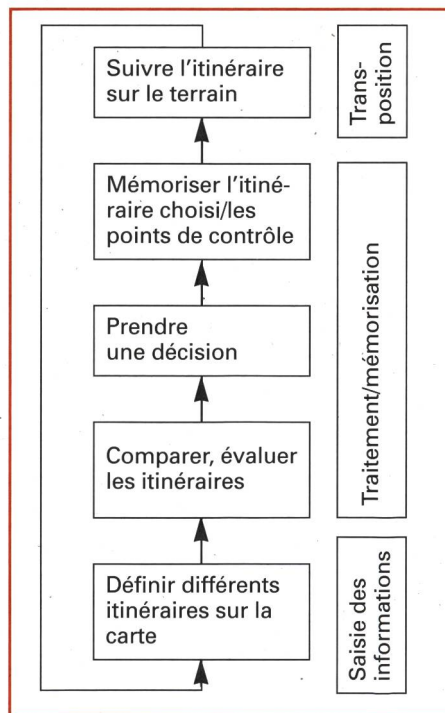 Suivre l'itinéraire
sur le terrain
Mémoriser l'itiné-
raire choisi/les
points de contrôle
Prendre
une décision
Comparer, évaluer
les itinéraires
Définir différents
itinéraires sur la
carte
Trans-
position
Traitement/mémorisation
Saisie des
informations